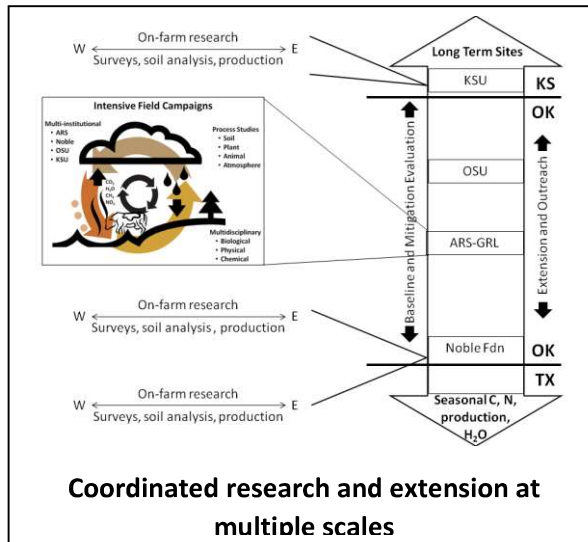 On-farm research
W E
Surveys, soil analysis, production
Long Term Sites
KSU KS
OK
Intensive Field Campaigns
Multi-institutional
• ARS
• Noble
• OSU
• KSU
Process Studies
• Soil
• Plant
• Animal
• Atmosphere
CO₂
H₂O
CH₄
NOₓ
Multidisciplinary
• Biological
• Physical
• Chemical
Baseline and Mitigation Evaluation
OSU
ARS-GRL
Extension and Outreach
On-farm research
W E
Surveys, soil analysis , production
Noble Fdn OK
TX
On-farm research
W E
Surveys, soil analysis, production
Seasonal C, N,
production,
H₂O
Coordinated research and extension at
multiple scales